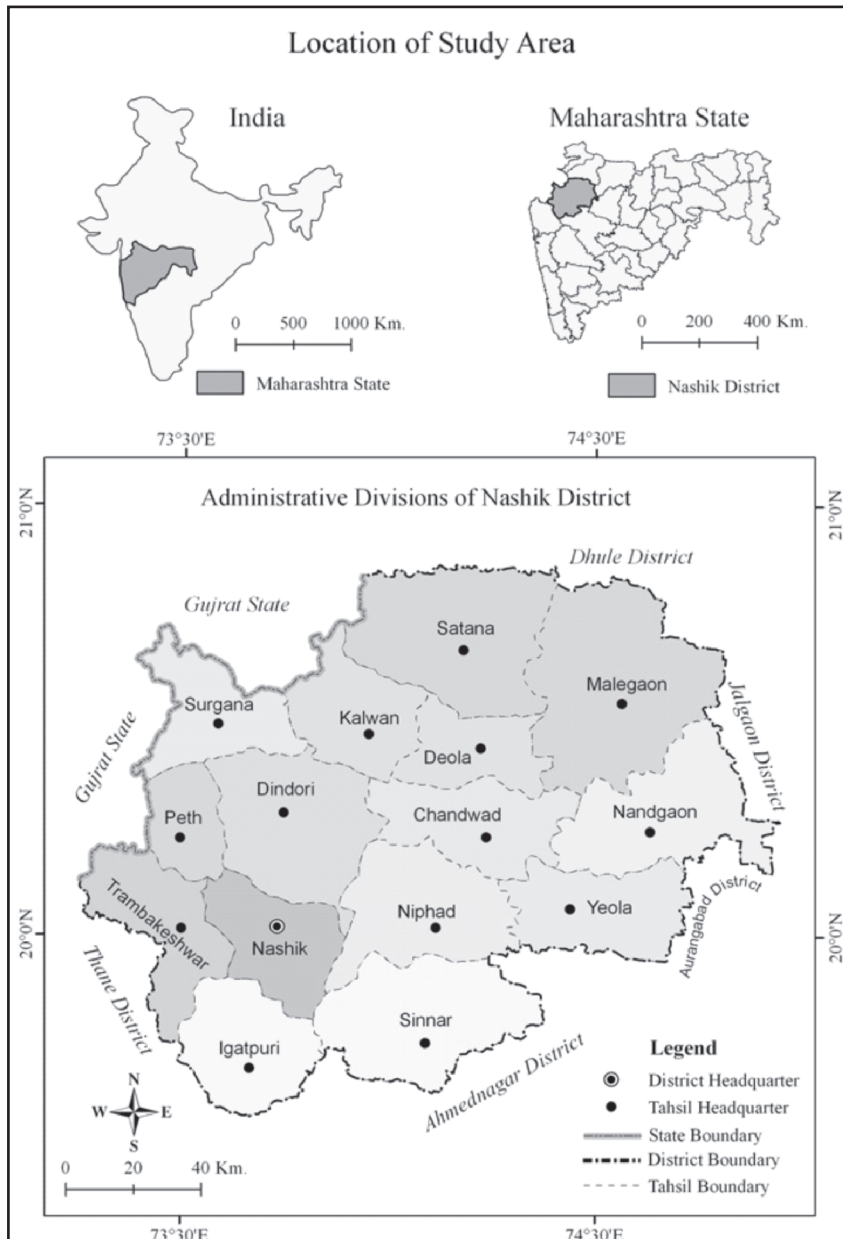 Location of Study Area
India
Maharashtra State
0 500 1000 Km.
0 200 400 Km.
Maharashtra State
Nashik District
73°30'E
74°30'E
Administrative Divisions of Nashik District
21°0'N
21°0'N
Dhule District
Gujrat State
Satana
Malegaon
Surgana
Kalwan
Deola
Jalgaon District
Gujrat State
Dindori
Peth
Chandwad
Nandgaon
Trambakeshwar
Niphad
Yeola
Aurangabad District
Nashik
20°0'N
20°0'N
Thane District
Sinnar
Igatpuri
Ahmednagar District
Legend
District Headquarter
Tahsil Headquarter
State Boundary
District Boundary
Tahsil Boundary
N
W E
S
0 20 40 Km.
73°30'E
74°30'E